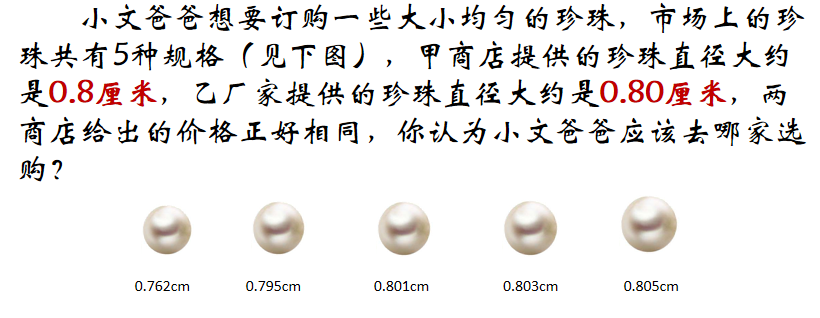 小文爸爸想要订购一些大小均匀的珍珠，市场上的珍
珠共有5种规格（见下图），甲商店提供的珍珠直径大约
是0.8厘米，乙厂家提供的珍珠直径大约是0.80厘米，两
商店给出的价格正好相同，你认为小文爸爸应该去哪家选
购？
0.762cm 0.795cm 0.801cm 0.803cm 0.805cm